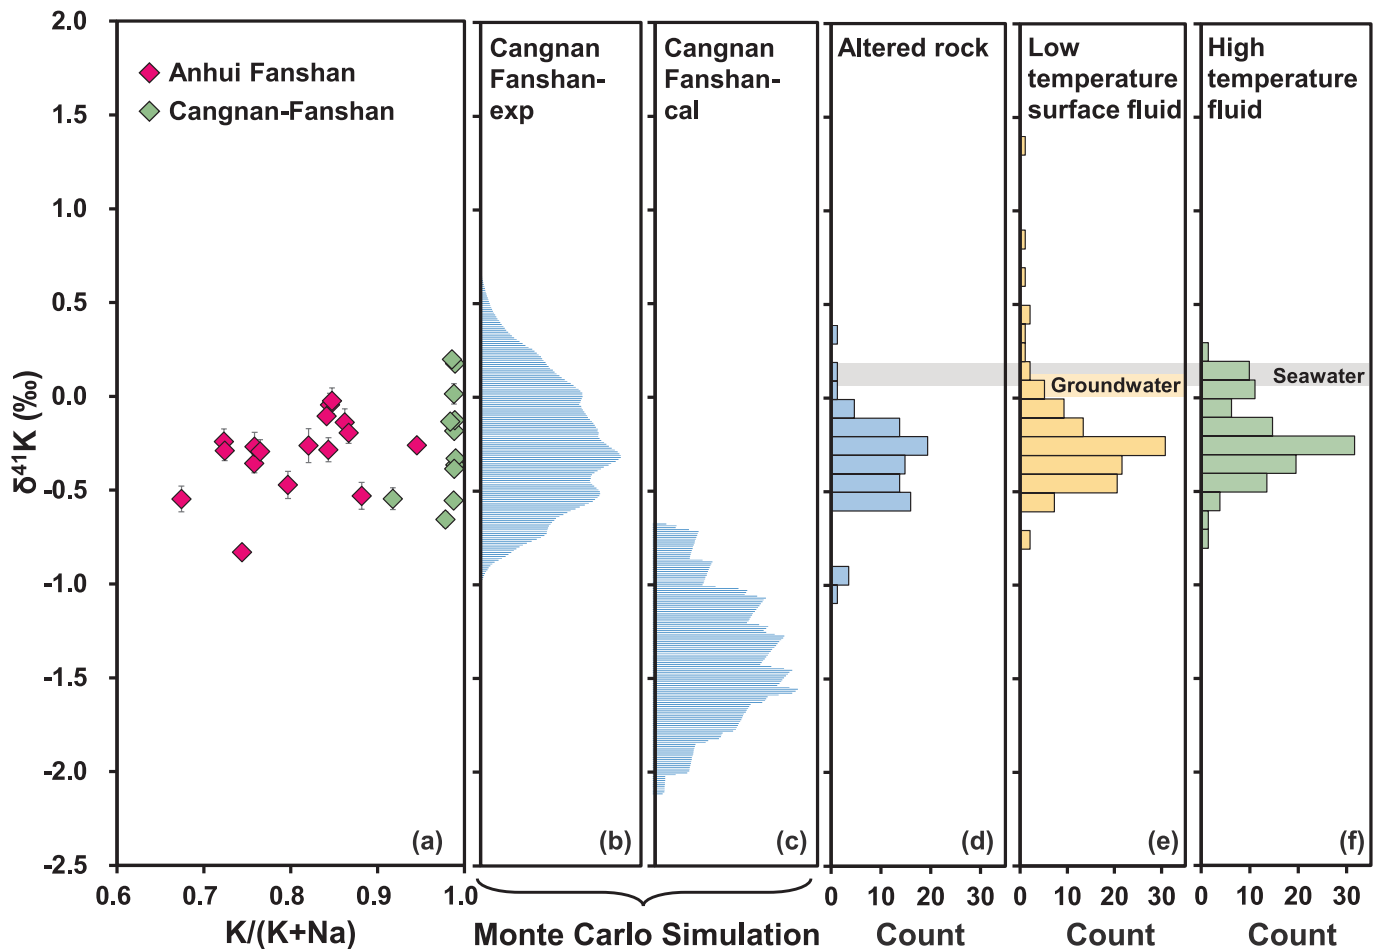 2.0
1.5
1.0
0.5
0.0
-0.5
-1.0
-1.5
-2.0
-2.5
δ⁴¹K (‰)
Anhui Fanshan
Cangnan-Fanshan
(a)
0.6 0.7 0.8 0.9 1.0
K/(K+Na)
Cangnan
Fanshan-
exp
(b)
Cangnan
Fanshan-
cal
(c)
Monte Carlo Simulation
Altered rock
(d)
0 10 20 30
Count
Low
temperature
surface fluid
Groundwater
(e)
0 10 20 30
Count
High
temperature
fluid
Seawater
(f)
0 10 20 30
Count